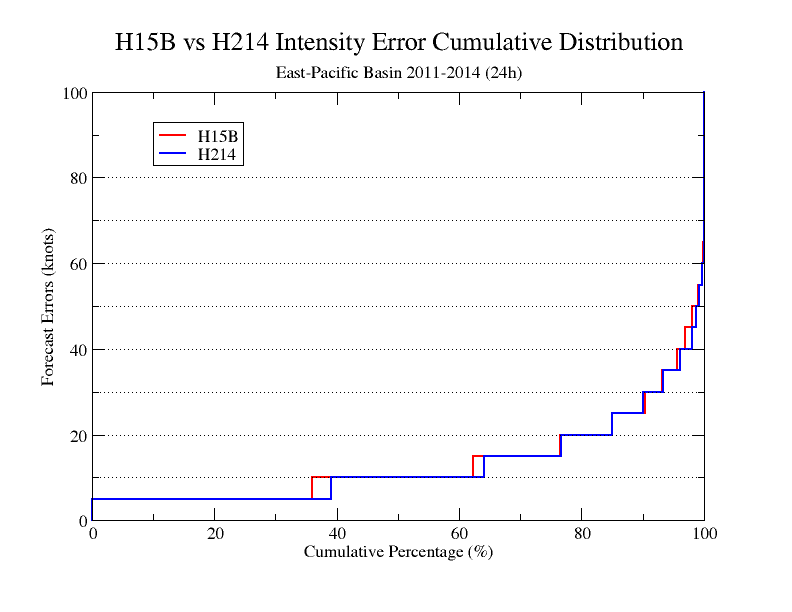 H15B vs H214 Intensity Error Cumulative Distribution
East-Pacific Basin 2011-2014 (24h)
100
H15B
H214
80
60
Forecast Errors (knots)
40
20
0
0 20 40 60 80 100
Cumulative Percentage (%)